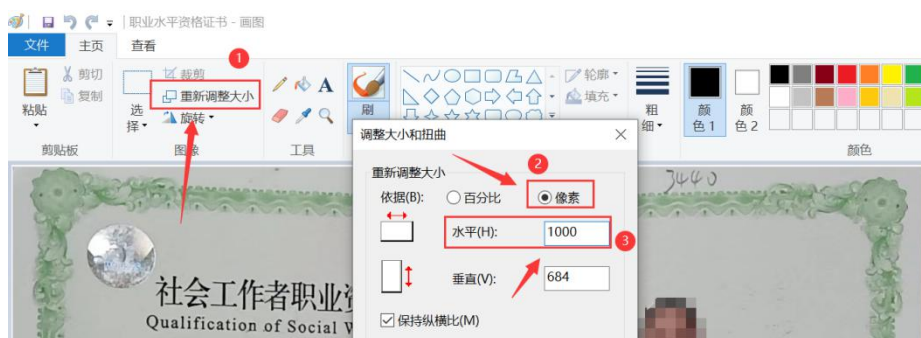 职业水平资格证书 - 画图
文件 主页 查看
1
剪切
复制
粘贴
剪贴板
选择
裁剪
重新调整大小
旋转
图像
A
工具
刷
轮廓
填充
粗细
颜色 1
颜色 2
颜色
调整大小和扭曲
重新调整大小
2
依据(B): 百分比 像素
水平(H): 1000
3
垂直(V): 684
保持纵横比(M)
3440
社会工作者职业
Qualification of Social